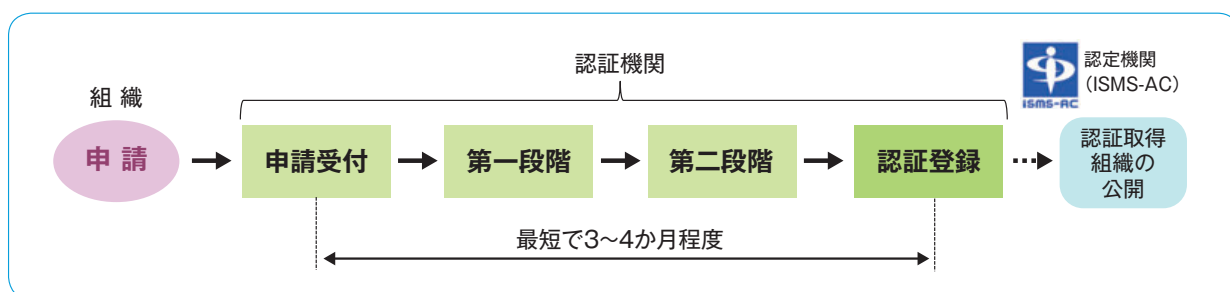 認証機関
組 織
認定機関
(ISMS-AC)
ISMS-AC
申 請
申請受付
第一段階
第二段階
認証登録
認証取得
組織の
公開
最短で3〜4か月程度